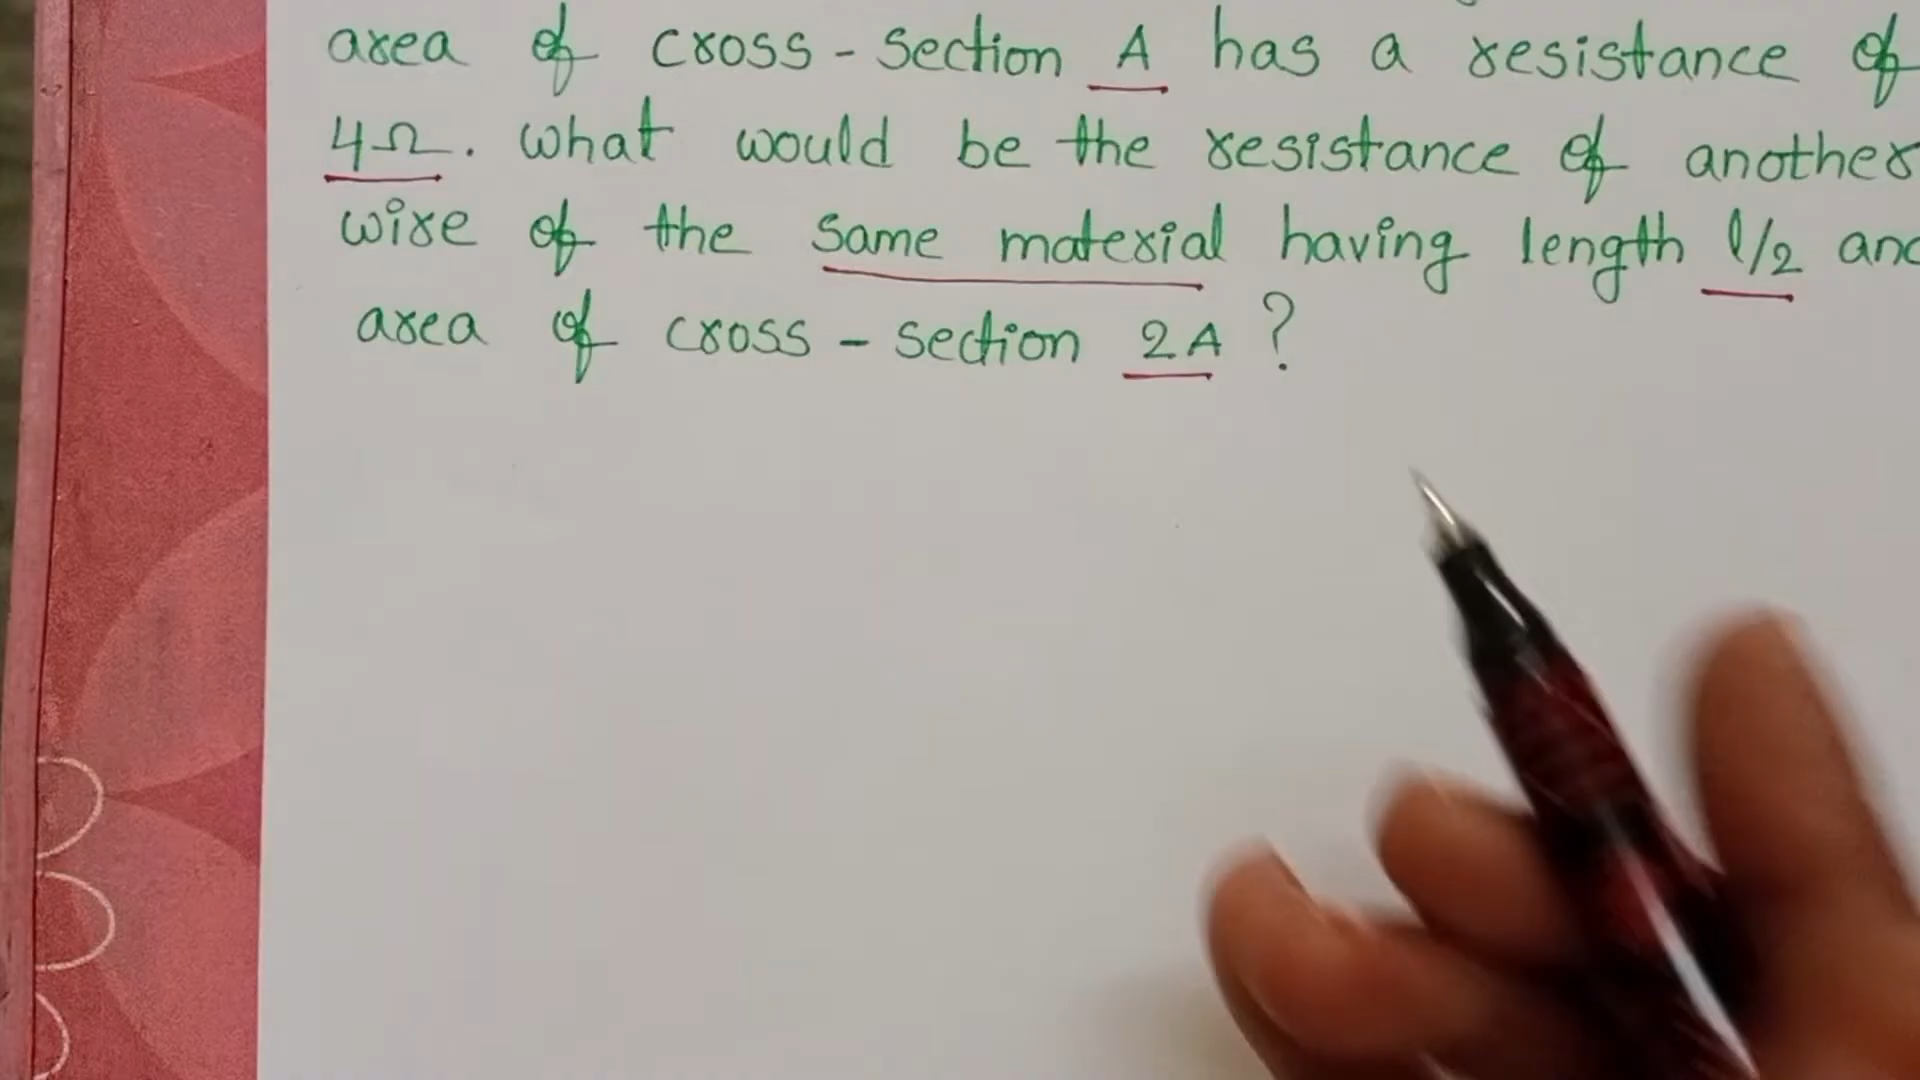 area of cross-section A has a resistance of
4Ω. what would be the resistance of another
wire of the same material having length l/2 and
area of cross-section 2A ?